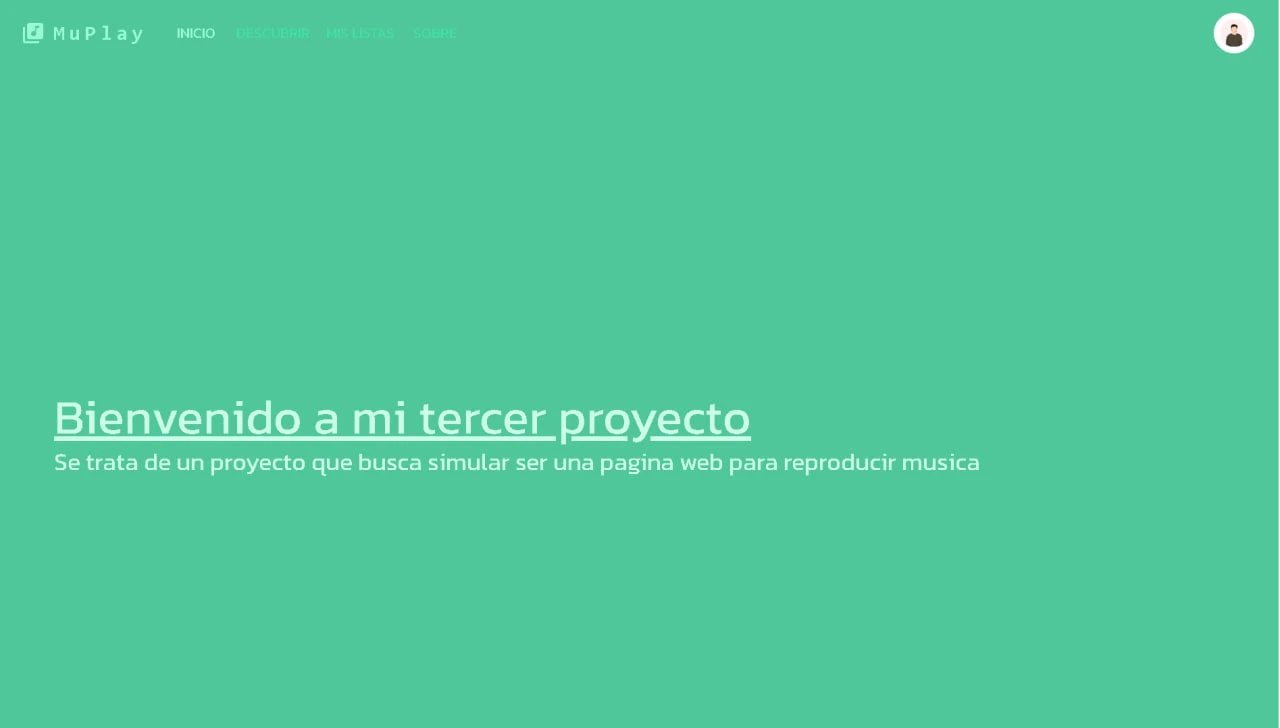 MuPlay INICIO DESCUBRIR MIS LISTAS SOBRE
Bienvenido a mi tercer proyecto
Se trata de un proyecto que busca simular ser una pagina web para reproducir musica